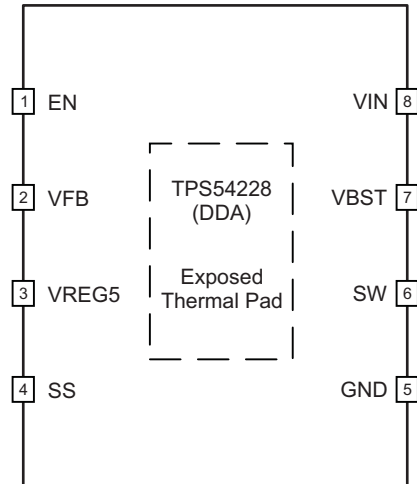 1 EN
VIN 8
2 VFB
TPS54228
(DDA)
VBST 7
3 VREG5
Exposed
Thermal Pad
SW 6
4 SS
GND 5